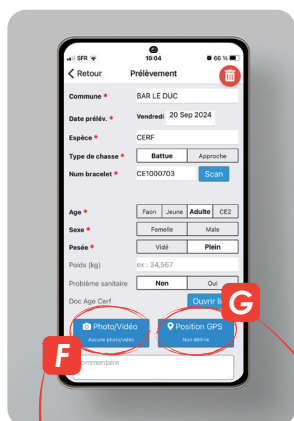 SFR 10:04 66 %
Retour Prélèvement
Commune * BAR LE DUC
Date prélèv. * Vendredi 20 Sep 2024
Espèce * CERF
Type de chasse * Battue Approche
Num bracelet * CE1000703 Scan
Age * Faon Jeune Adulte CE2
Sexe * Femelle Male
Pesée * Vidé Plein
Poids (kg) ex : 34,567
Problème sanitaire Non Oui
Doc Age Cerf Ouvrir
G
Photo/Vidéo Position GPS
Aucune photo/vidéo Non définie
F
ommentaire